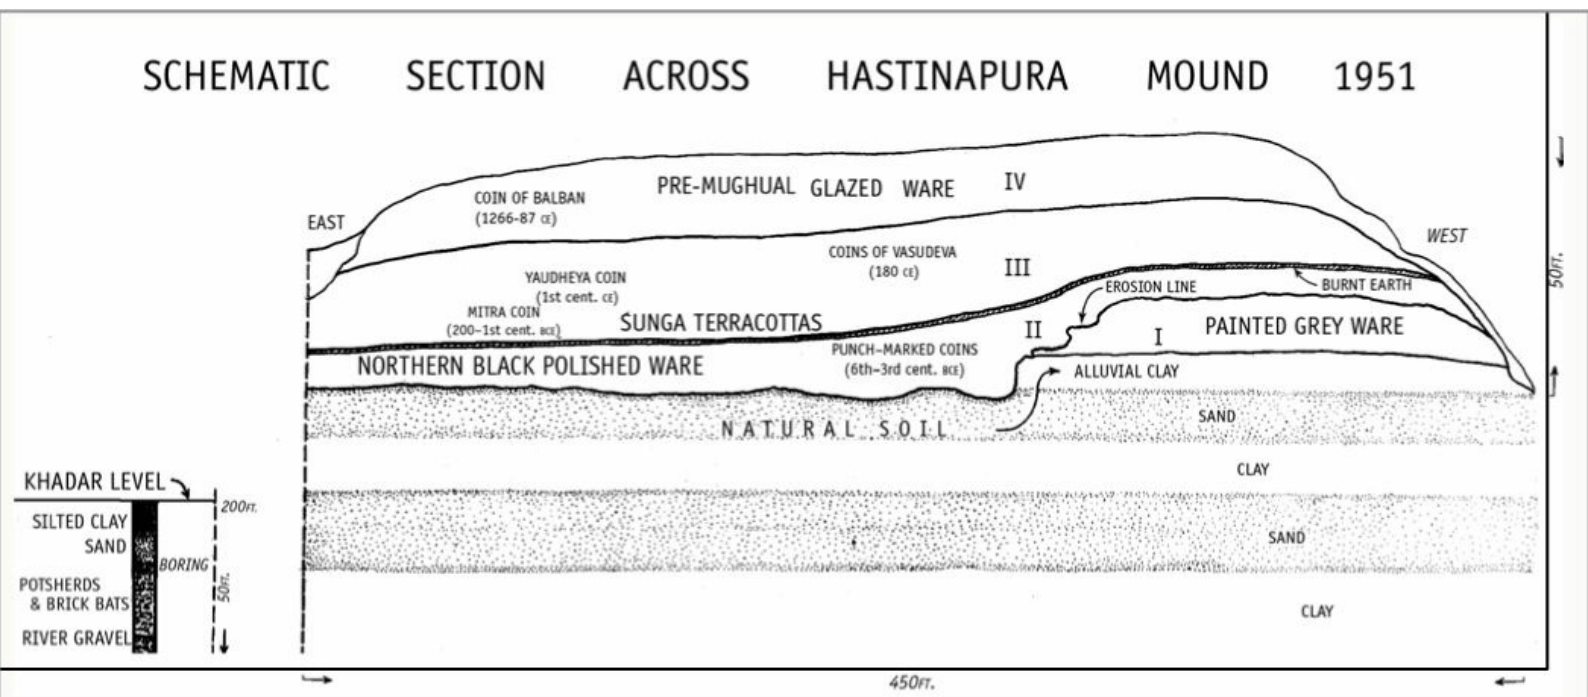 SCHEMATIC SECTION ACROSS HASTINAPURA MOUND 1951
PRE-MUGHUAL GLAZED WARE IV
COIN OF BALBAN
(1266-87 CE)
EAST
WEST
COINS OF VASUDEVA
(180 CE)
III
YAUDHEYA COIN
(1st cent. CE)
MITRA COIN
(200-1st cent. BCE)
SUNGA TERRACOTTAS
EROSION LINE
BURNT EARTH
II
I
PAINTED GREY WARE
PUNCH-MARKED COINS
(6th-3rd cent. BCE)
NORTHERN BLACK POLISHED WARE
ALLUVIAL CLAY
50FT.
NATURAL SOIL
SAND
CLAY
SAND
CLAY
KHADAR LEVEL
200FT.
SILTED CLAY
SAND
BORING
POTSHERDS
& BRICK BATS
RIVER GRAVEL
50FT.
450FT.